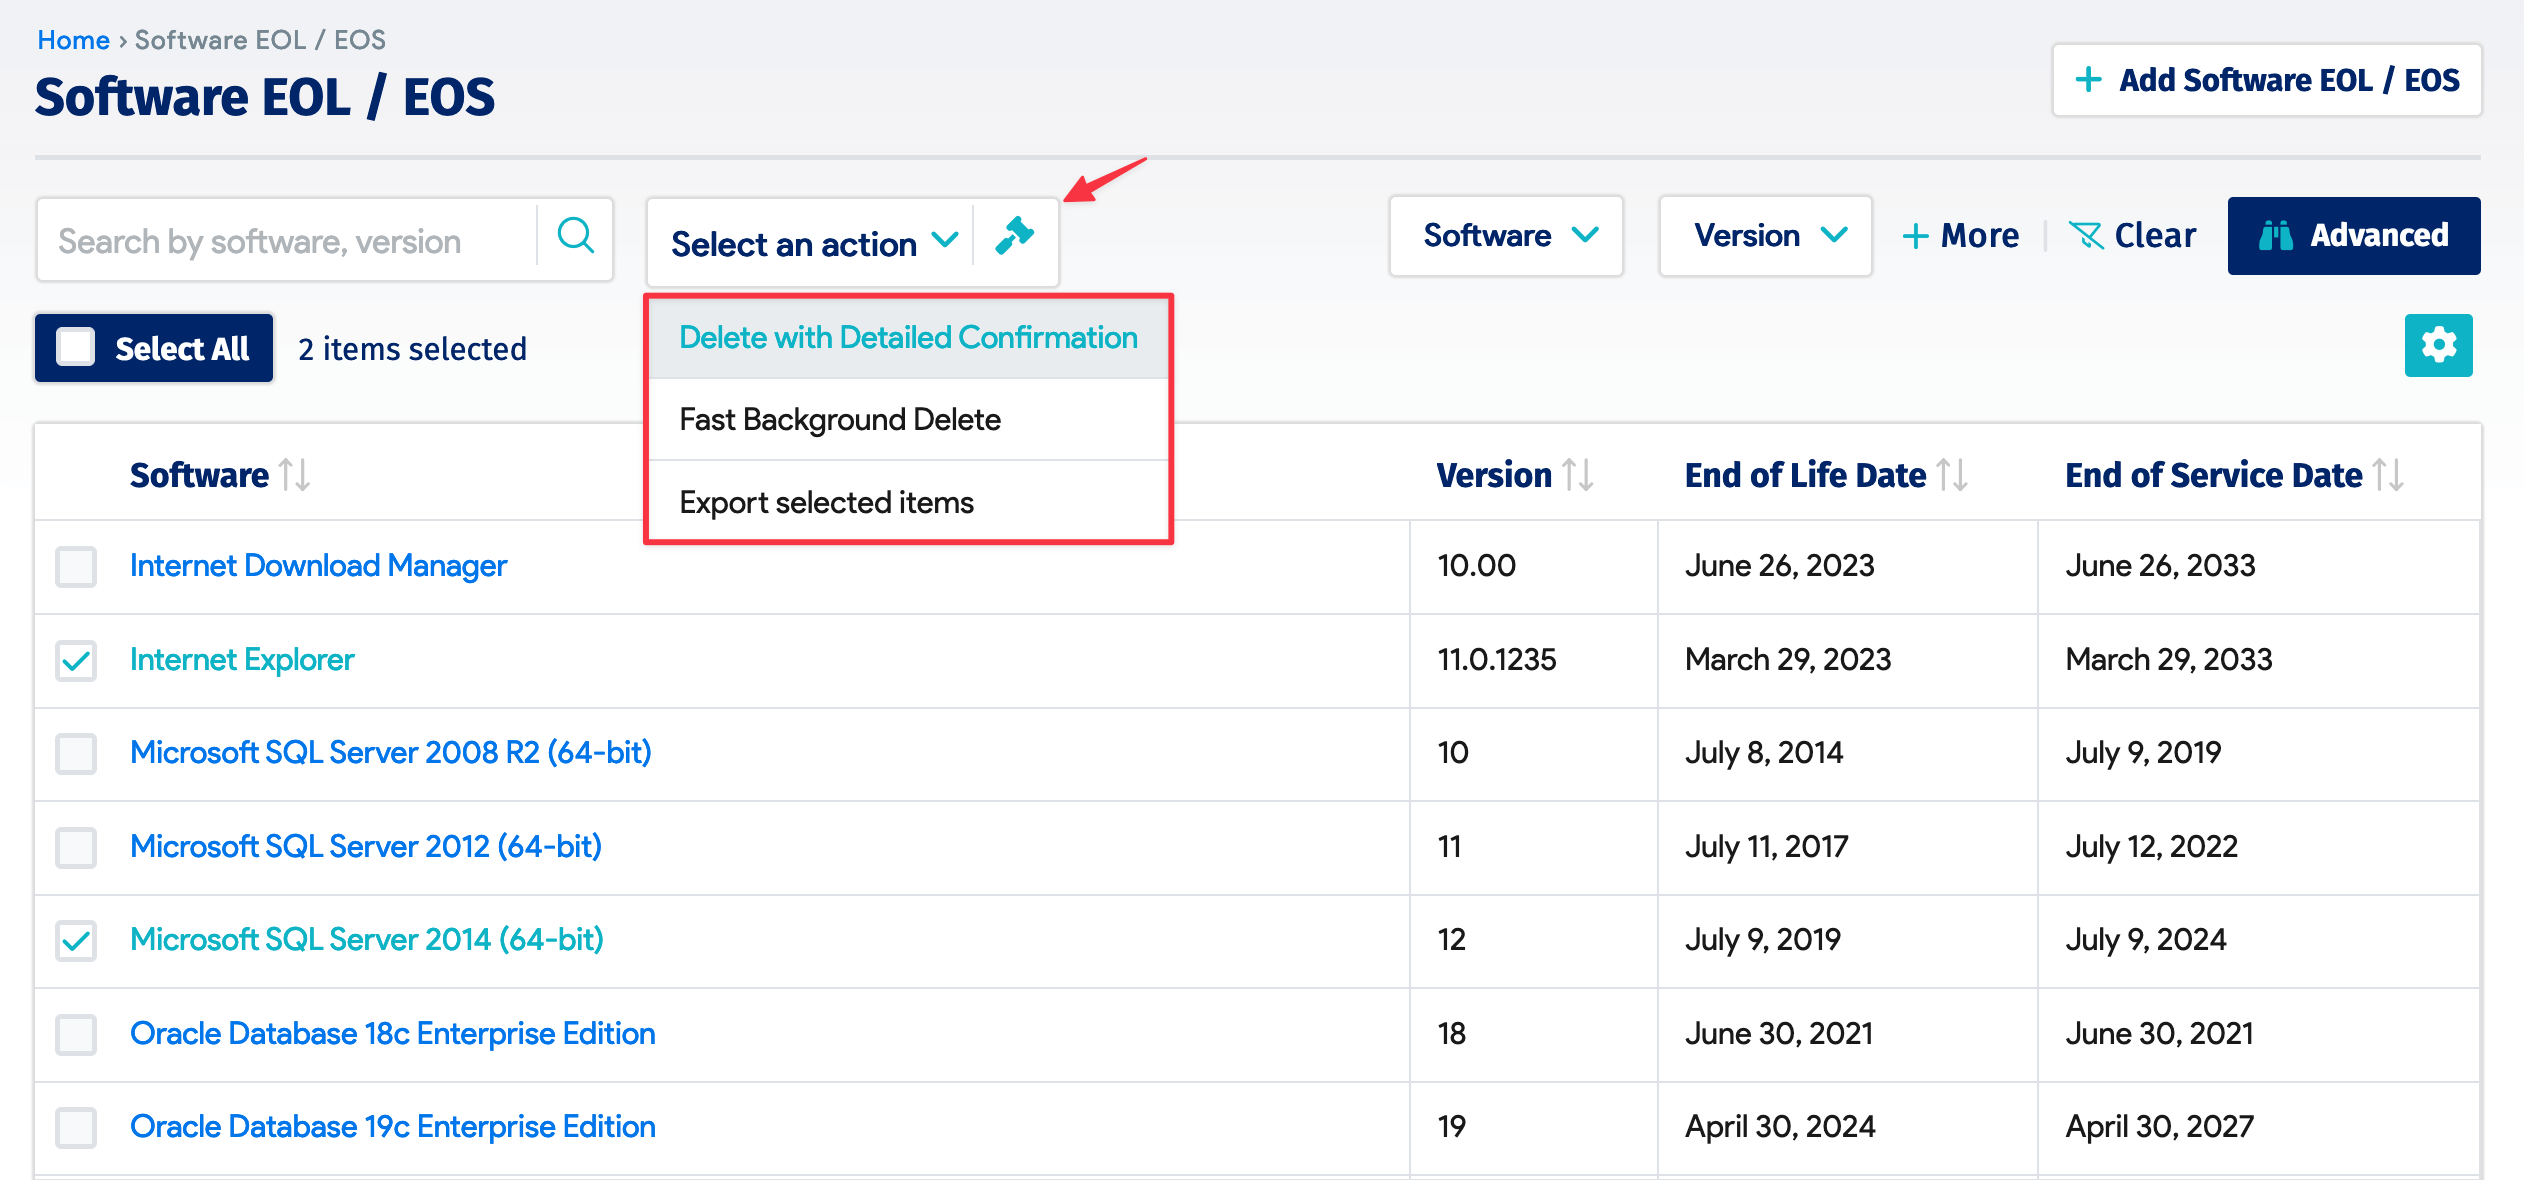 Home › Software EOL / EOS
Software EOL / EOS
+ Add Software EOL / EOS
Search by software, version
Select an action
Software
Version
+ More
Clear
Advanced
Select All
2 items selected
Delete with Detailed Confirmation
Fast Background Delete
Export selected items
Software Version End of Life Date End of Service Date
Internet Download Manager 10.00 June 26, 2023 June 26, 2033
Internet Explorer 11.0.1235 March 29, 2023 March 29, 2033
Microsoft SQL Server 2008 R2 (64-bit) 10 July 8, 2014 July 9, 2019
Microsoft SQL Server 2012 (64-bit) 11 July 11, 2017 July 12, 2022
Microsoft SQL Server 2014 (64-bit) 12 July 9, 2019 July 9, 2024
Oracle Database 18c Enterprise Edition 18 June 30, 2021 June 30, 2021
Oracle Database 19c Enterprise Edition 19 April 30, 2024 April 30, 2027